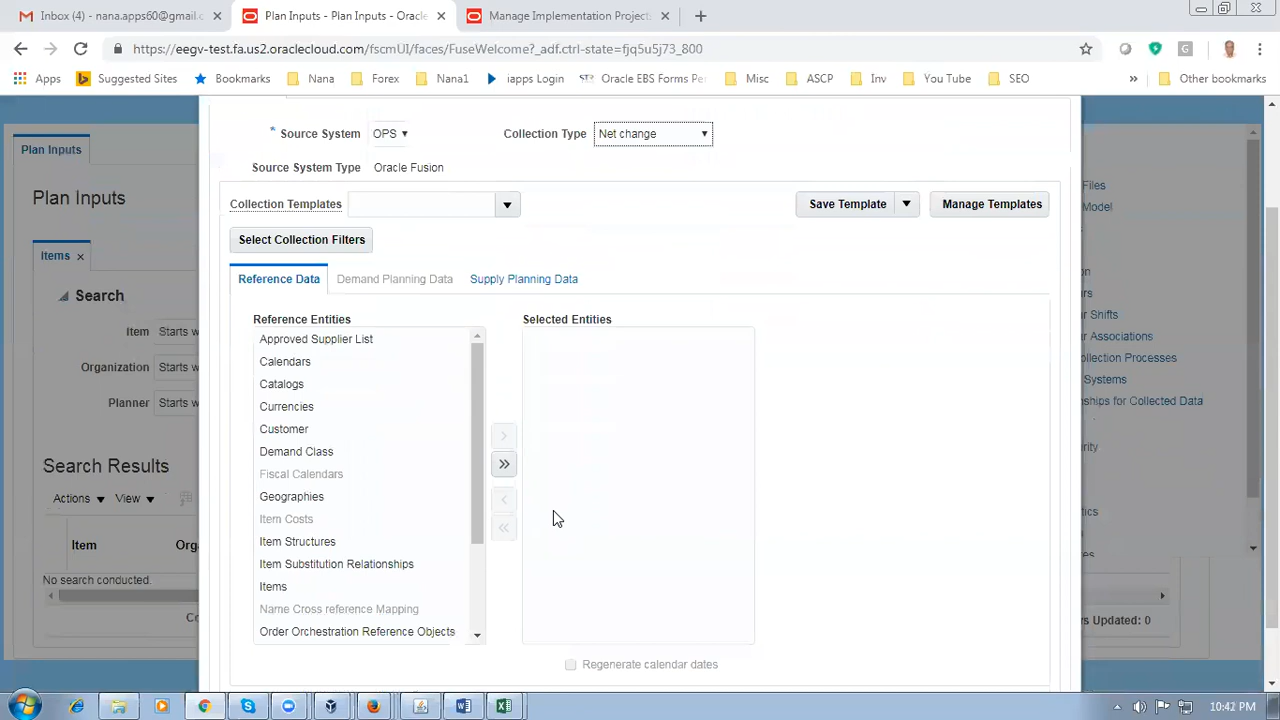 Inbox (4) - nana.apps60@gmail.c
Plan Inputs - Plan Inputs - Oracle
Manage Implementation Project
https://eegv-test.fa.us2.oraclecloud.com/fscmUI/faces/FuseWelcome?_adf.ctrl-state=fjq5u5j73_800
Apps
Suggested Sites
Bookmarks
Nana
Forex
Nana1
iapps Login
Oracle EBS Forms Pe
Misc
ASCP
Inv
You Tube
SEO
»
Other bookmarks
Plan Inputs
Plan Inputs
Items
Search
Item
Starts w
Organization
Starts w
Planner
Starts w
Search Results
Actions
View
Item
Org
No search conducted.
* Source System OPS
Collection Type Net change
Source System Type Oracle Fusion
Collection Templates
Save Template
Manage Templates
Select Collection Filters
Reference Data
Demand Planning Data
Supply Planning Data
Reference Entities
Approved Supplier List
Calendars
Catalogs
Currencies
Customer
Demand Class
Fiscal Calendars
Geographies
Item Costs
Item Structures
Item Substitution Relationships
Items
Name Cross reference Mapping
Order Orchestration Reference Objects
Selected Entities
Regenerate calendar dates
Files
Model
ur Shifts
ur Associations
ollection Processes
Systems
nships for Collected Data
Updated: 0
10:42 PM